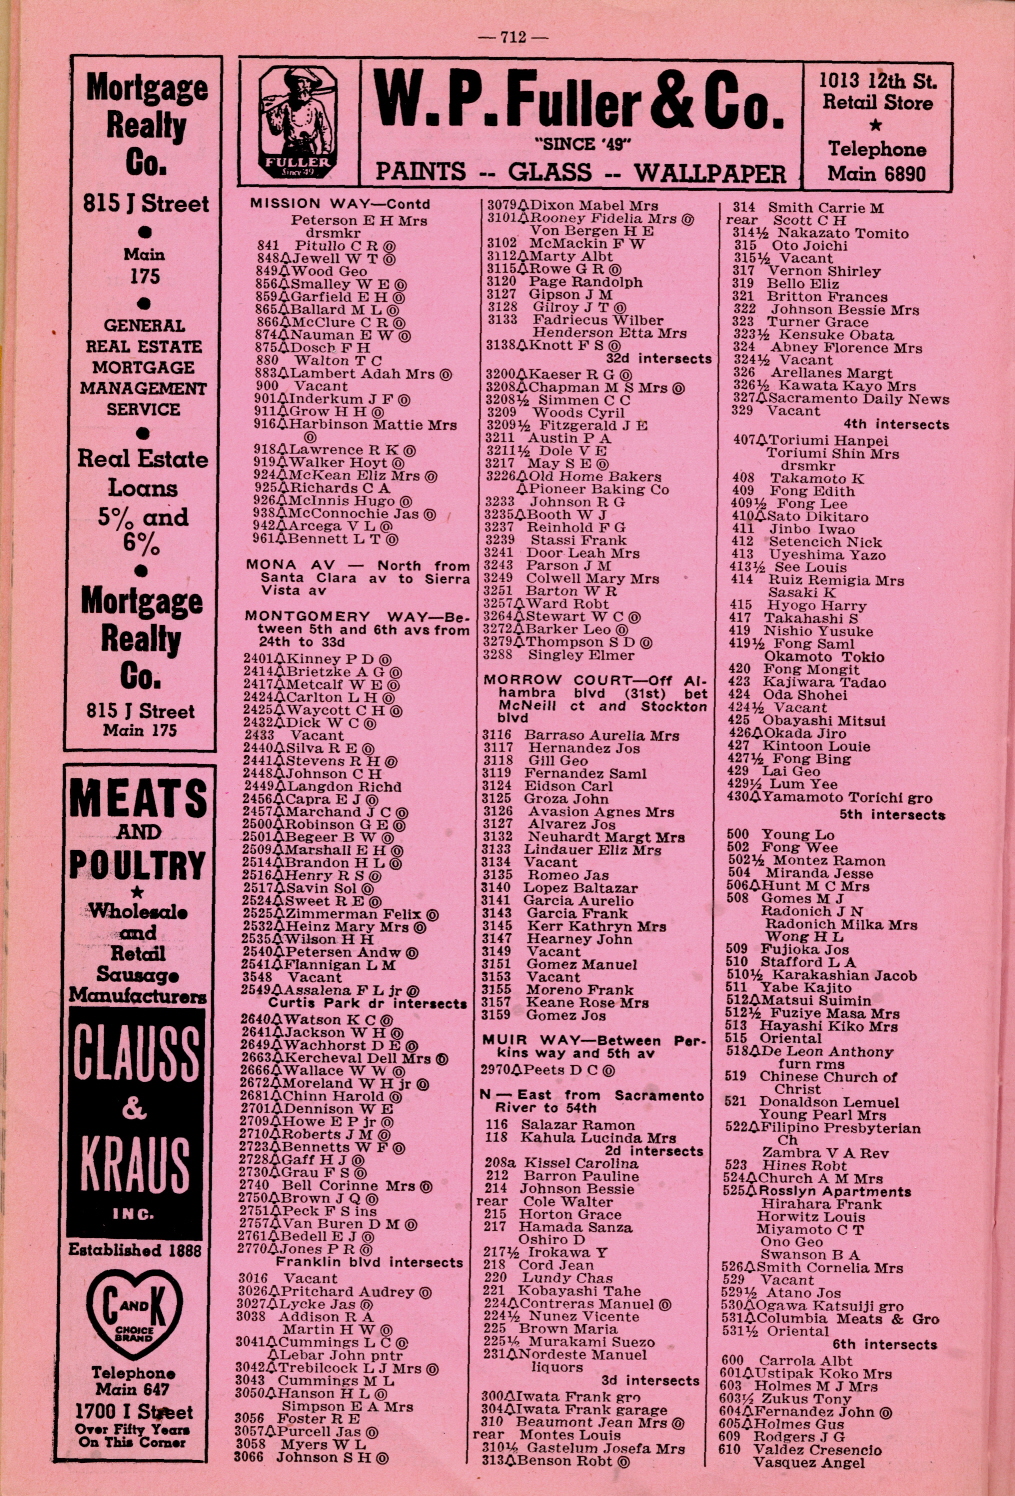 — 712 —
Mortgage
Realty
Co.
815 J Street
●
Main
175
●
GENERAL
REAL ESTATE
MORTGAGE
MANAGEMENT
SERVICE
●
Real Estate
Loans
5% and
6%
●
Mortgage
Realty
Co.
815 J Street
Main 175
MEATS
AND
POULTRY
★
Wholesale
and
Retail
Sausage
Manufacturers
CLAUSS
&
KRAUS
INC.
Established 1888
C AND K
CHOICE
BRAND
Telephone
Main 647
1700 I Street
Over Fifty Years
On This Corner
FULLER
Since '49
W. P. Fuller & Co.
"SINCE '49"
PAINTS -- GLASS -- WALLPAPER
1013 12th St.
Retail Store
★
Telephone
Main 6890
MISSION WAY—Contd
Peterson E H Mrs
drsmkr
841 Pitullo C R ⓞ
848△Jewell W T ⓞ
849△Wood Geo
856△Smalley W E ⓞ
859△Garfield E H ⓞ
865△Ballard M L ⓞ
866△McClure C R ⓞ
874△Nauman E W ⓞ
875△Dosch F H
880 Walton T C
883△Lambert Adah Mrs ⓞ
900 Vacant
901△Inderkum J F ⓞ
911△Grow H H ⓞ
916△Harbinson Mattie Mrs
ⓞ
918△Lawrence R K ⓞ
919△Walker Hoyt ⓞ
924△McKean Eliz Mrs ⓞ
925△Richards C A
926△McInnis Hugo ⓞ
938△McConnochie Jas ⓞ
942△Arcega V L ⓞ
961△Bennett L T ⓞ
MONA AV — North from
Santa Clara av to Sierra
Vista av
MONTGOMERY WAY—Be-
tween 5th and 6th avs from
24th to 33d
2401△Kinney P D ⓞ
2414△Brietzke A G ⓞ
2417△Metcalf W E ⓞ
2424△Carlton L H ⓞ
2425△Waycott C H ⓞ
2432△Dick W C ⓞ
2433 Vacant
2440△Silva R E ⓞ
2441△Stevens R H ⓞ
2448△Johnson C H
2449△Langdon Richd
2456△Capra E J ⓞ
2457△Marchand J C ⓞ
2500△Robinson G E ⓞ
2501△Begeer B W ⓞ
2509△Marshall E H ⓞ
2514△Brandon H L ⓞ
2516△Henry R S ⓞ
2517△Savin Sol ⓞ
2524△Sweet R E ⓞ
2525△Zimmerman Felix ⓞ
2532△Heinz Mary Mrs ⓞ
2535△Wilson H H
2540△Petersen Andw ⓞ
2541△Flannigan L M
3548 Vacant
2549△Assalena F L jr ⓞ
Curtis Park dr intersects
2640△Watson K C ⓞ
2641△Jackson W H ⓞ
2649△Wachhorst D E ⓞ
2663△Kercheval Dell Mrs ⓞ
2666△Wallace W W ⓞ
2672△Moreland W H jr ⓞ
2681△Chinn Harold ⓞ
2701△Dennison W E
2709△Howe E P jr ⓞ
2710△Roberts J M ⓞ
2723△Bennetts W F ⓞ
2728△Gaff H J ⓞ
2730△Grau F S ⓞ
2740 Bell Corinne Mrs ⓞ
2750△Brown J Q ⓞ
2751△Peck F S ins
2757△Van Buren D M ⓞ
2761△Bedell E J ⓞ
2770△Jones P R ⓞ
Franklin blvd intersects
3016 Vacant
3026△Pritchard Audrey ⓞ
3027△Lycke Jas ⓞ
3038 Addison R A
Martin H W ⓞ
3041△Cummings L C ⓞ
△Lebar John pntr
3042△Trebilcock L J Mrs ⓞ
3043 Cummings M L
3050△Hanson H L ⓞ
Simpson E A Mrs
3056 Foster R E
3057△Purcell Jas ⓞ
3058 Myers W L
3066 Johnson S H ⓞ
3079△Dixon Mabel Mrs
3101△Rooney Fidelia Mrs ⓞ
Von Bergen H E
3102 McMackin F W
3112△Marty Albt
3115△Rowe G R ⓞ
3120 Page Randolph
3127 Gipson J M
3128 Gilroy J T ⓞ
3133 Fadriecus Wilber
Henderson Etta Mrs
3138△Knott F S ⓞ
32d intersects
3200△Kaeser R G ⓞ
3208△Chapman M S Mrs ⓞ
3208½ Simmen C C
3209 Woods Cyril
3209½ Fitzgerald J E
3211 Austin P A
3211½ Dole V E
3217 May S E ⓞ
3226△Old Home Bakers
△Pioneer Baking Co
3233 Johnson R G
3235△Booth W J
3237 Reinhold F G
3239 Stassi Frank
3241 Door Leah Mrs
3243 Parson J M
3249 Colwell Mary Mrs
3251 Barton W R
3257△Ward Robt
3264△Stewart W C ⓞ
3272△Barker Leo ⓞ
3279△Thompson S D ⓞ
3288 Singley Elmer
MORROW COURT—Off Al-
hambra blvd (31st) bet
McNeill ct and Stockton
blvd
3116 Barraso Aurelia Mrs
3117 Hernandez Jos
3118 Gill Geo
3119 Fernandez Saml
3124 Eidson Carl
3125 Groza John
3126 Avasion Agnes Mrs
3127 Alvarez Jos
3132 Neuhardt Margt Mrs
3133 Lindauer Eliz Mrs
3134 Vacant
3135 Romeo Jas
3140 Lopez Baltazar
3141 Garcia Aurelio
3143 Garcia Frank
3145 Kerr Kathryn Mrs
3147 Hearney John
3149 Vacant
3151 Gomez Manuel
3153 Vacant
3155 Moreno Frank
3157 Keane Rose Mrs
3159 Gomez Jos
MUIR WAY—Between Per-
kins way and 5th av
2970△Peets D C ⓞ
N — East from Sacramento
River to 54th
116 Salazar Ramon
118 Kahula Lucinda Mrs
2d intersects
208a Kissel Carolina
212 Barron Pauline
214 Johnson Bessie
rear Cole Walter
215 Horton Grace
217 Hamada Sanza
Oshiro D
217½ Irokawa Y
218 Cord Jean
220 Lundy Chas
221 Kobayashi Tahe
224△Contreras Manuel ⓞ
224½ Nunez Vicente
225 Brown Maria
225½ Murakami Suezo
231△Nordeste Manuel
liquors
3d intersects
300△Iwata Frank gro
304△Iwata Frank garage
310 Beaumont Jean Mrs ⓞ
rear Montes Louis
310½ Gastelum Josefa Mrs
313△Benson Robt ⓞ
314 Smith Carrie M
rear Scott C H
314½ Nakazato Tomito
315 Oto Joichi
315½ Vacant
317 Vernon Shirley
319 Bello Eliz
321 Britton Frances
322 Johnson Bessie Mrs
323 Turner Grace
323½ Kensuke Obata
324 Abney Florence Mrs
324½ Vacant
326 Arellanes Margt
326½ Kawata Kayo Mrs
327△Sacramento Daily News
329 Vacant
4th intersects
407△Toriumi Hanpei
Toriumi Shin Mrs
drsmkr
408 Takamoto K
409 Fong Edith
409½ Fong Lee
410△Sato Dikitaro
411 Jinbo Iwao
412 Setencich Nick
413 Uyeshima Yazo
413½ See Louis
414 Ruiz Remigia Mrs
Sasaki K
415 Hyogo Harry
417 Takahashi S
419 Nishio Yusuke
419½ Fong Saml
Okamoto Tokio
420 Fong Mongit
423 Kajiwara Tadao
424 Oda Shohei
424½ Vacant
425 Obayashi Mitsui
426△Okada Jiro
427 Kintoon Louie
427½ Fong Bing
429 Lai Geo
429½ Lum Yee
430△Yamamoto Torichi gro
5th intersects
500 Young Lo
502 Fong Wee
502½ Montez Ramon
504 Miranda Jesse
506△Hunt M C Mrs
508 Gomes M J
Radonich J N
Radonich Milka Mrs
Wong H L
509 Fujioka Jos
510 Stafford L A
510½ Karakashian Jacob
511 Yabe Kajito
512△Matsui Suimin
512½ Fuziye Masa Mrs
513 Hayashi Kiko Mrs
515 Oriental
518△De Leon Anthony
furn rms
519 Chinese Church of
Christ
521 Donaldson Lemuel
Young Pearl Mrs
522△Filipino Presbyterian
Ch
Zambra V A Rev
523 Hines Robt
524△Church A M Mrs
525△Rosslyn Apartments
Hirahara Frank
Horwitz Louis
Miyamoto C T
Ono Geo
Swanson B A
526△Smith Cornelia Mrs
529 Vacant
529½ Atano Jos
530△Ogawa Katsuiji gro
531△Columbia Meats & Gro
531½ Oriental
6th intersects
600 Carrola Albt
601△Ustipak Koko Mrs
603 Holmes M J Mrs
603½ Zukus Tony
604△Fernandez John ⓞ
605△Holmes Gus
609 Rodgers J G
610 Valdez Cresencio
Vasquez Angel